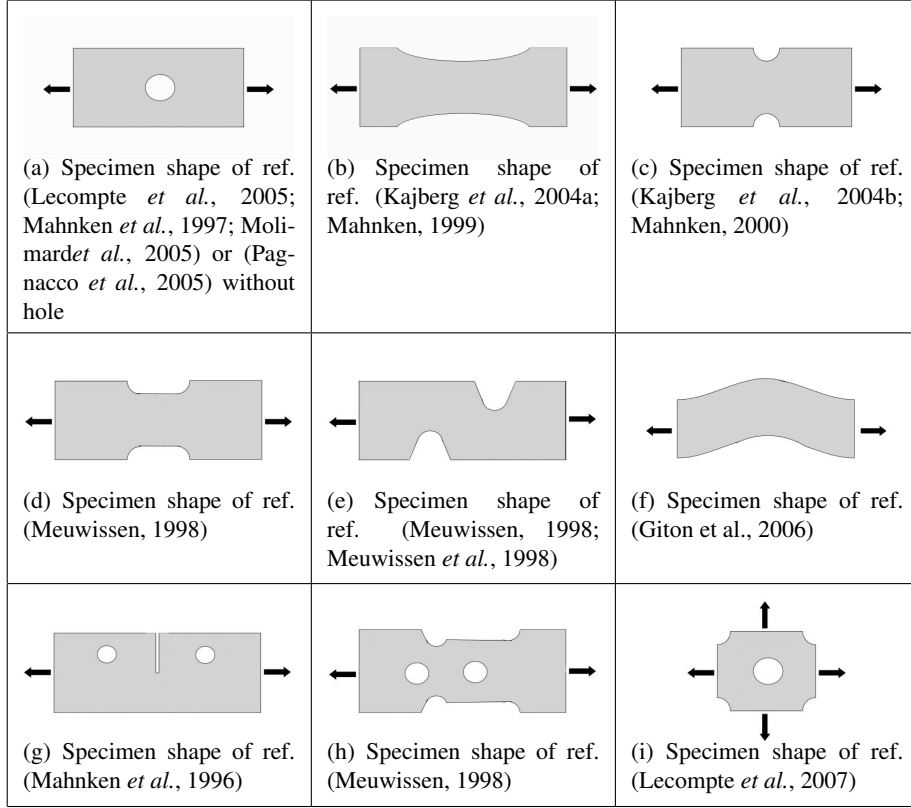 (a) Specimen shape of ref.
(Lecompte et al., 2005;
Mahnken et al., 1997; Moli-
mardet al., 2005) or (Pag-
nacco et al., 2005) without
hole
(b) Specimen shape of
ref. (Kajberg et al., 2004a;
Mahnken, 1999)
(c) Specimen shape of ref.
(Kajberg et al., 2004b;
Mahnken, 2000)
(d) Specimen shape of ref.
(Meuwissen, 1998)
(e) Specimen shape of
ref. (Meuwissen, 1998;
Meuwissen et al., 1998)
(f) Specimen shape of ref.
(Giton et al., 2006)
(g) Specimen shape of ref.
(Mahnken et al., 1996)
(h) Specimen shape of ref.
(Meuwissen, 1998)
(i) Specimen shape of ref.
(Lecompte et al., 2007)